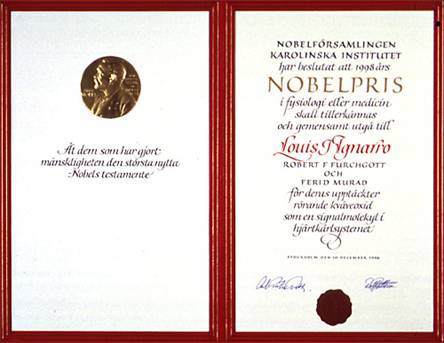 Åt dem som har gjort
mänskligheten den största nytta
Nobels testamente
NOBELFÖRSAMLINGEN
KAROLINSKA INSTITUTET
har beslutat att 1998 års
NOBELPRIS
i fysiologi eller medicin
skall tillerkännas
och gemensamt utgå till
Louis J Ignarro
ROBERT F FURCHGOTT
OCH
FERID MURAD
för deras upptäckter
rörande kväveoxid
som en signalmolekyl i
hjärtkärlsystemet
STOCKHOLM DEN 10 DECEMBER, 1998